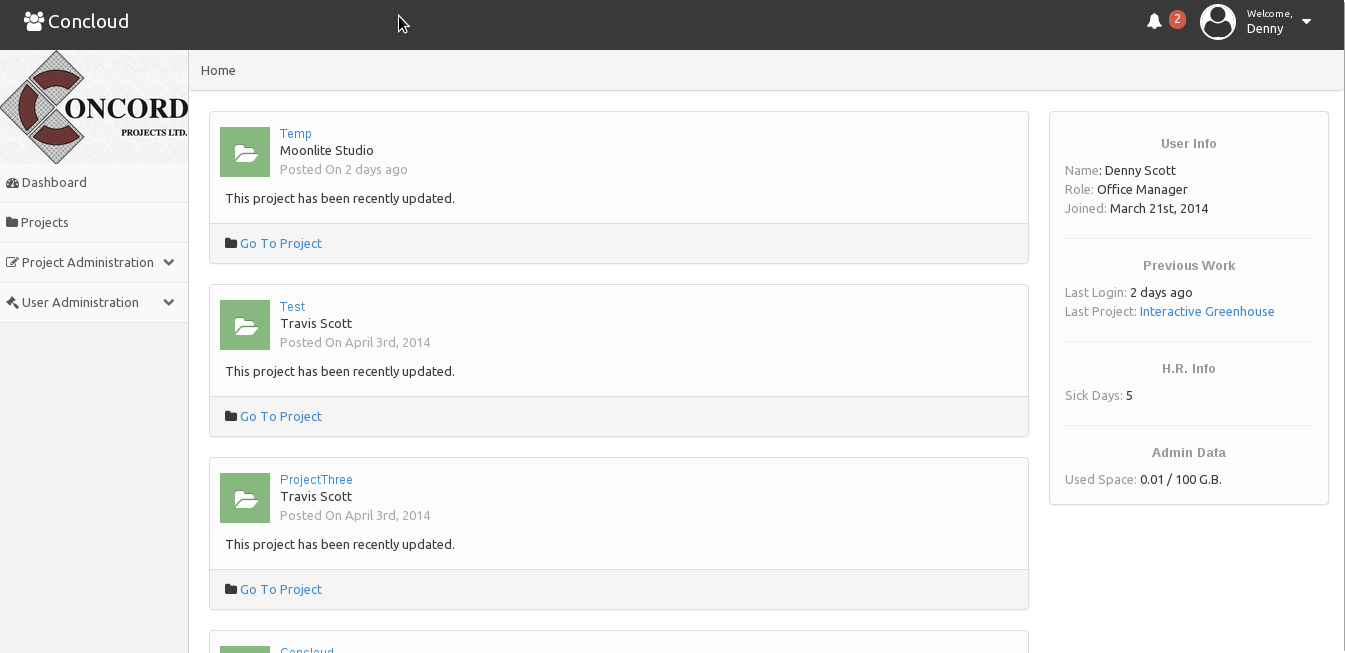 Concloud
2
Welcome,
Denny
ONCORD
PROJECTS LTD.
Dashboard
Projects
Project Administration
User Administration
Home
Temp
Moonlite Studio
Posted On 2 days ago
This project has been recently updated.
Go To Project
Test
Travis Scott
Posted On April 3rd, 2014
This project has been recently updated.
Go To Project
ProjectThree
Travis Scott
Posted On April 3rd, 2014
This project has been recently updated.
Go To Project
Concloud
User Info
Name: Denny Scott
Role: Office Manager
Joined: March 21st, 2014
Previous Work
Last Login: 2 days ago
Last Project: Interactive Greenhouse
H.R. Info
Sick Days: 5
Admin Data
Used Space: 0.01 / 100 G.B.